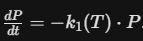 dP/dt = −k₁(T) · P.